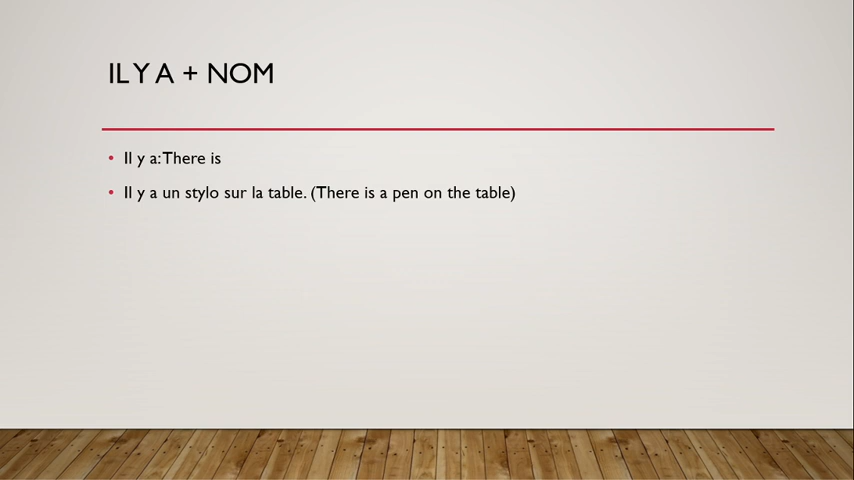 IL Y A + NOM
Il y a: There is
Il y a un stylo sur la table. (There is a pen on the table)